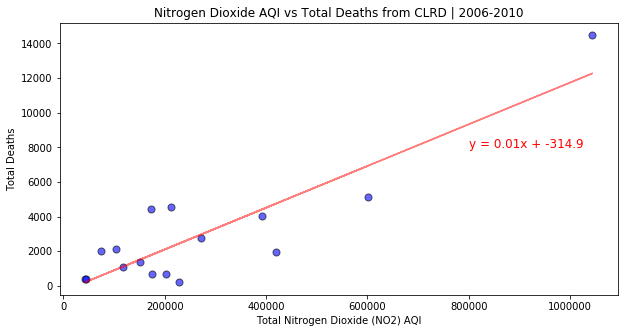 Nitrogen Dioxide AQI vs Total Deaths from CLRD | 2006-2010
14000
12000
10000
8000
6000
4000
2000
0
Total Deaths
y = 0.01x + -314.9
0 200000 400000 600000 800000 1000000
Total Nitrogen Dioxide (NO2) AQI